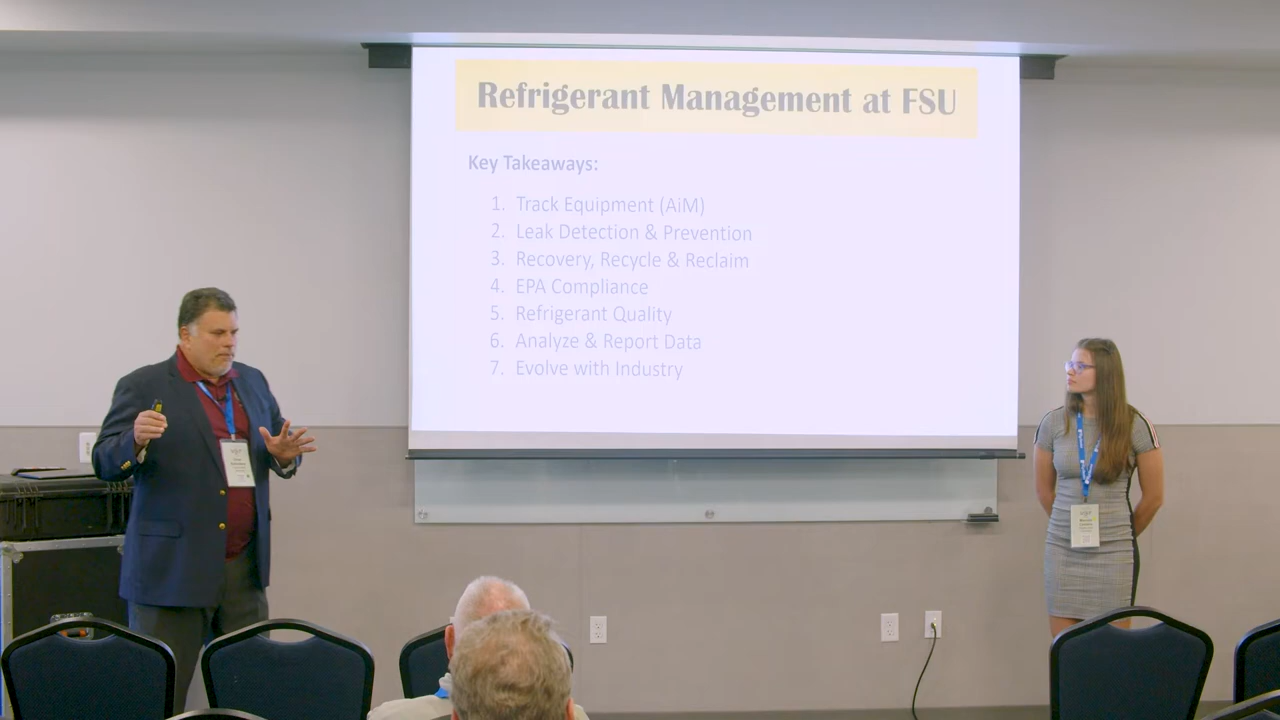 Refrigerant Management at FSU
Key Takeaways:
1. Track Equipment (AiM)
2. Leak Detection & Prevention
3. Recovery, Recycle & Reclaim
4. EPA Compliance
5. Refrigerant Quality
6. Analyze & Report Data
7. Evolve with Industry